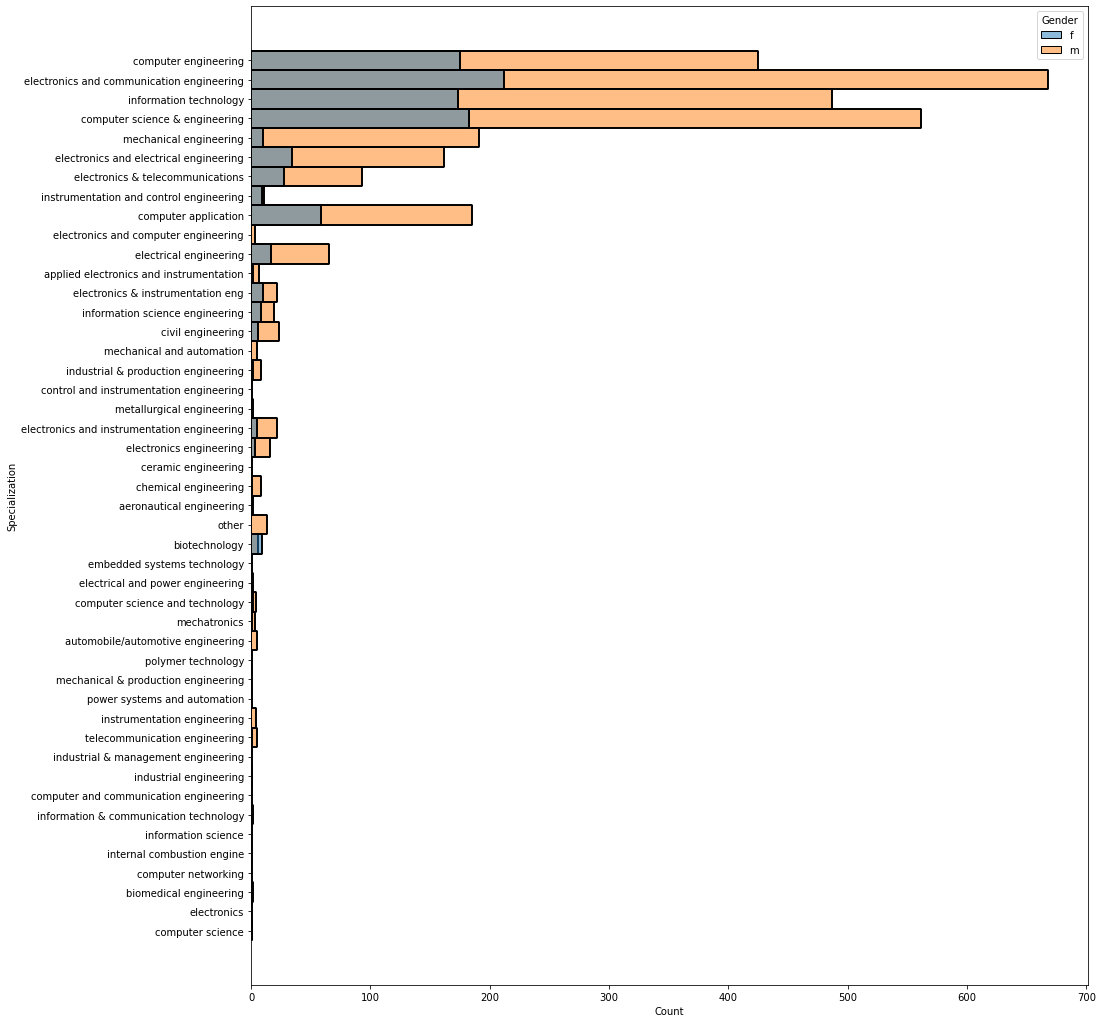 Gender
f
m
computer engineering
electronics and communication engineering
information technology
computer science & engineering
mechanical engineering
electronics and electrical engineering
electronics & telecommunications
instrumentation and control engineering
computer application
electronics and computer engineering
electrical engineering
applied electronics and instrumentation
electronics & instrumentation eng
information science engineering
civil engineering
mechanical and automation
industrial & production engineering
control and instrumentation engineering
metallurgical engineering
electronics and instrumentation engineering
electronics engineering
ceramic engineering
chemical engineering
aeronautical engineering
other
biotechnology
embedded systems technology
electrical and power engineering
computer science and technology
mechatronics
automobile/automotive engineering
polymer technology
mechanical & production engineering
power systems and automation
instrumentation engineering
telecommunication engineering
industrial & management engineering
industrial engineering
computer and communication engineering
information & communication technology
information science
internal combustion engine
computer networking
biomedical engineering
electronics
computer science
Specialization
0 100 200 300 400 500 600 700
Count